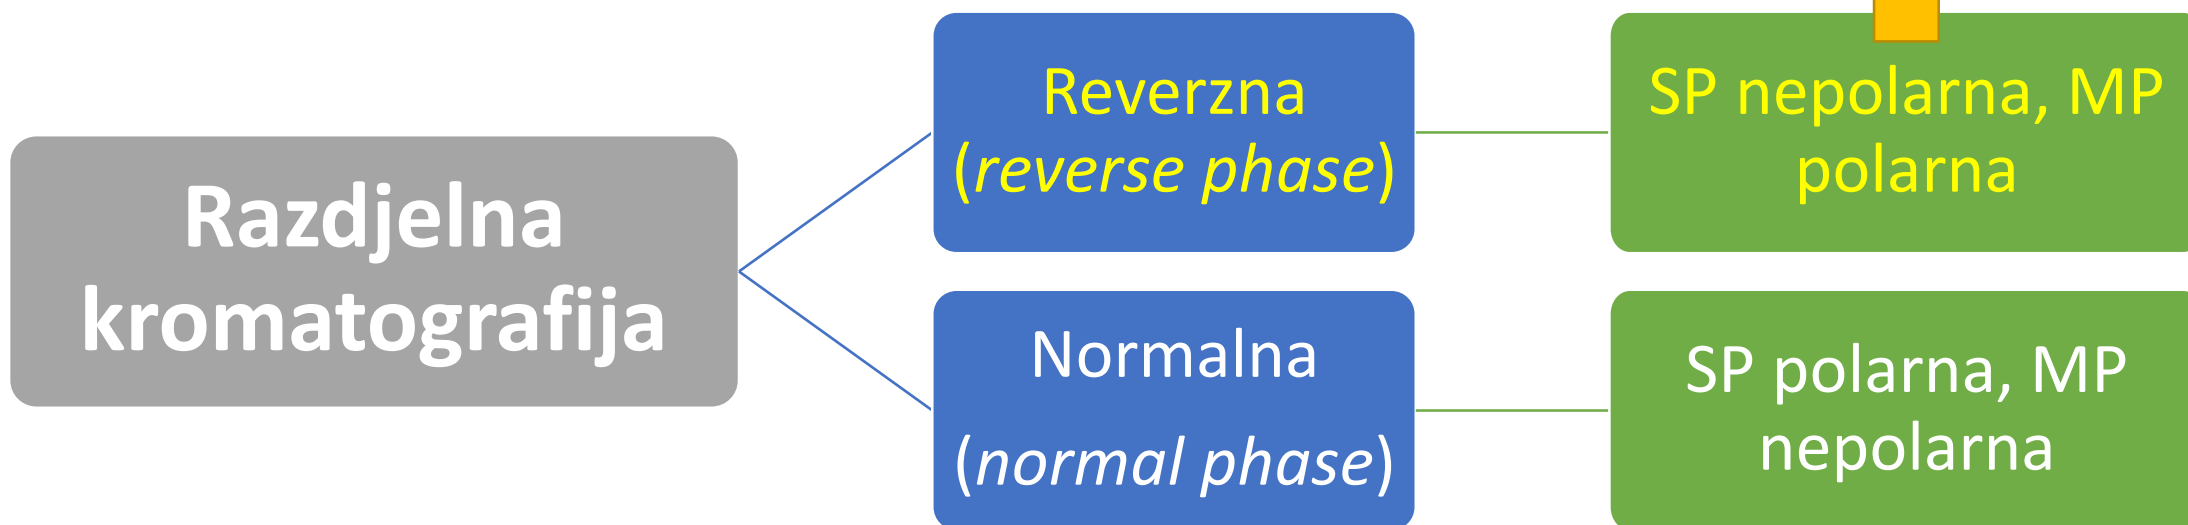 Razdjelna
kromatografija
Reverzna
(reverse phase)
SP nepolarna, MP
polarna
Normalna
(normal phase)
SP polarna, MP
nepolarna